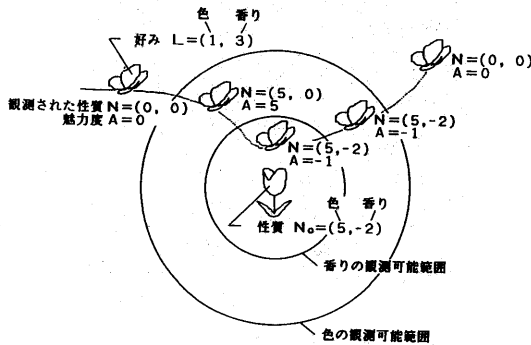 色 香り
好み L=(1, 3)
N=(0, 0)
A=0
観測された性質 N=(0, 0)
魅力度 A=0
N=(5, 0)
A=5
N=(5,-2)
A=-1
N=(5,-2)
A=-1
色 香り
性質 N₀=(5,-2)
香りの観測可能範囲
色の観測可能範囲